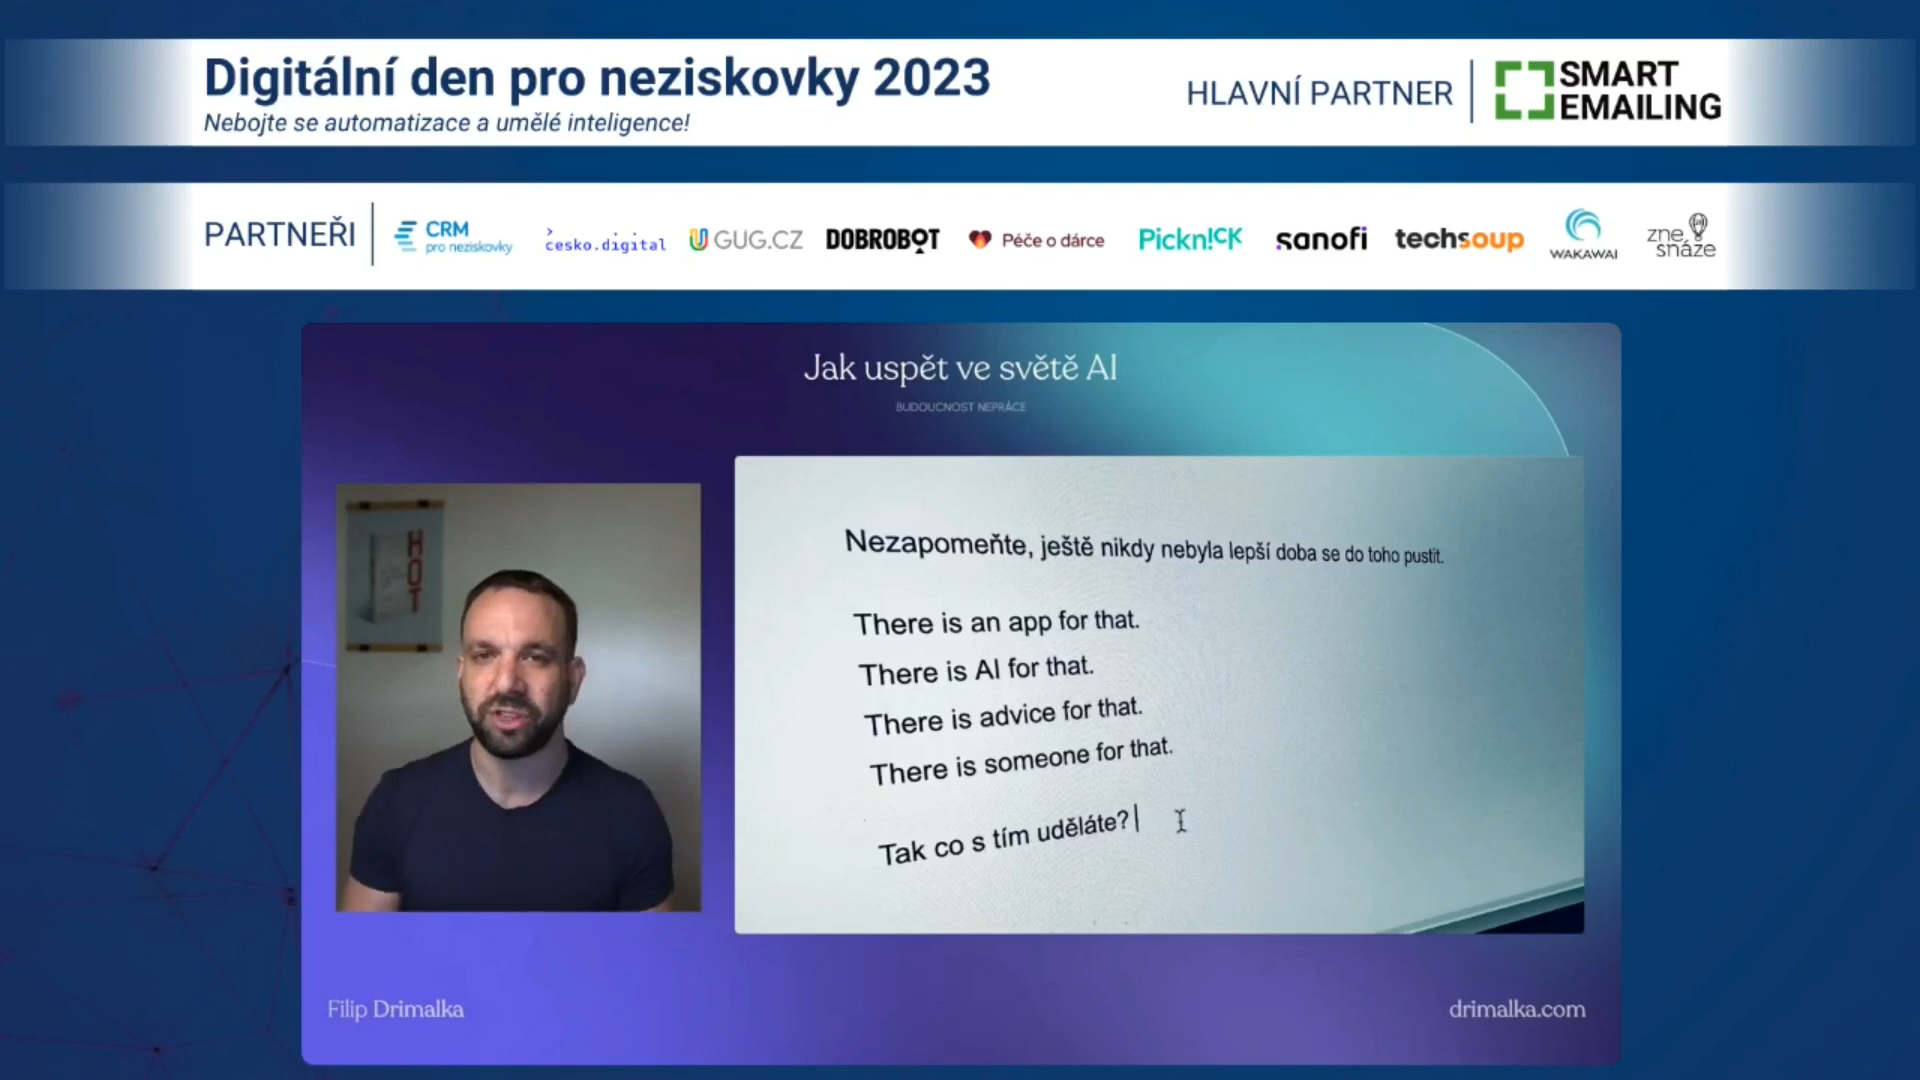 Digitální den pro neziskovky 2023
Nebojte se automatizace a umělé inteligence!
HLAVNÍ PARTNER
SMART
EMAILING
PARTNEŘI
CRM
pro neziskovky
cesko.digital
GUG.CZ
DOBROBOT
Péče o dárce
Pickn!CK
sanofi
techsoup
WAKAWAI
zne
snáze
Jak uspět ve světě AI
BUDOUCNOST NEPRÁCE
HOT
Nezapomeňte, ještě nikdy nebyla lepší doba se do toho pustit.
There is an app for that.
There is AI for that.
There is advice for that.
There is someone for that.
Tak co s tím uděláte?
Filip Drimalka
drimalka.com